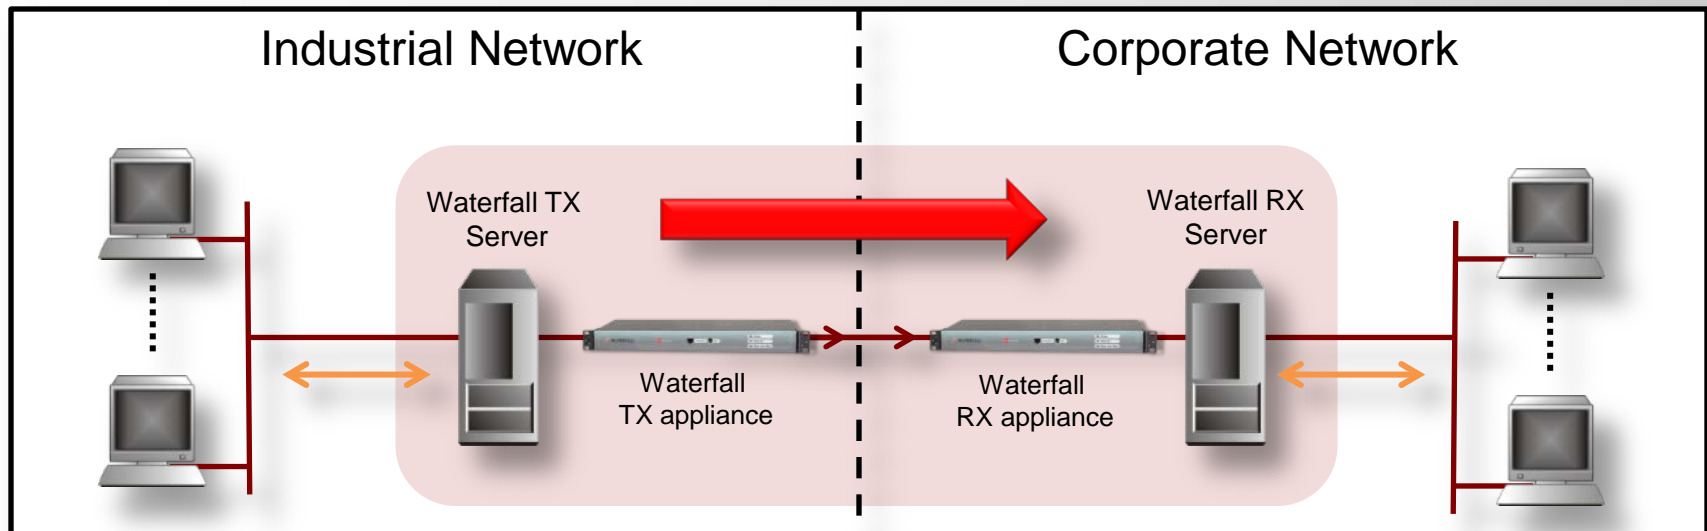 Industrial Network
Corporate Network
Waterfall TX
Server
Waterfall RX
Server
Waterfall
TX appliance
Waterfall
RX appliance